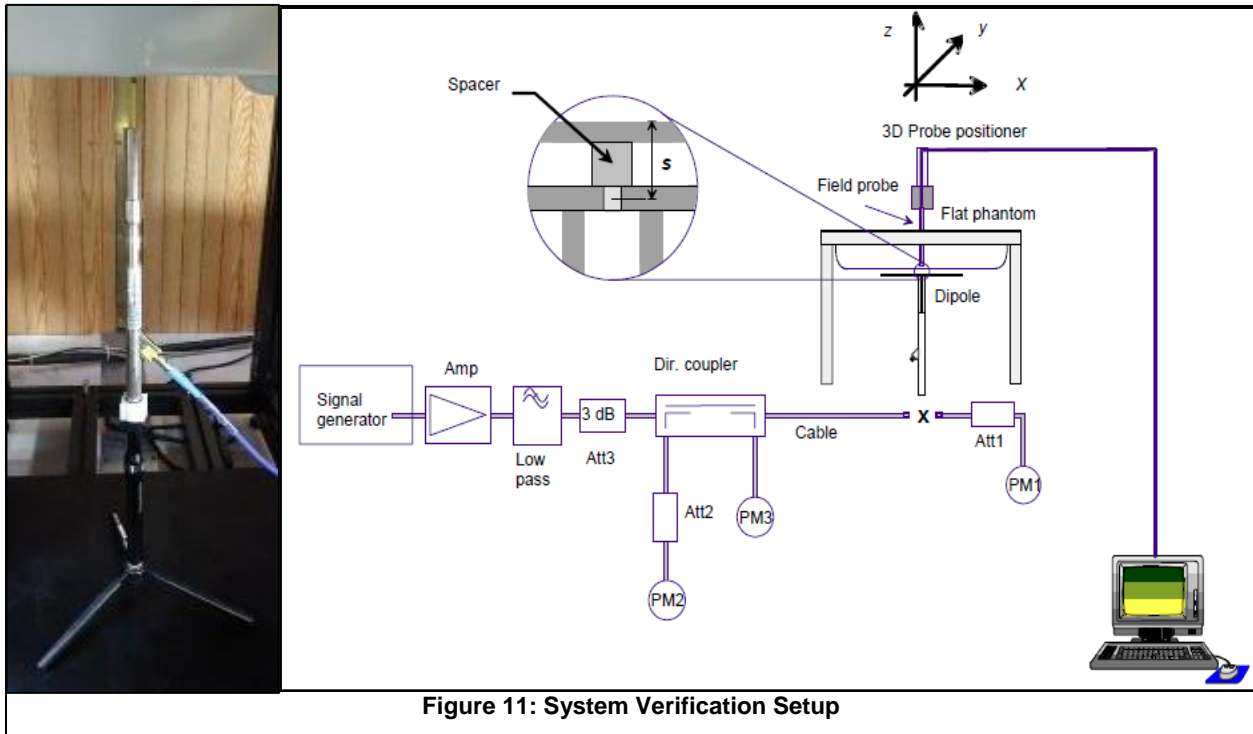 z
y
X
Spacer
s
3D Probe positioner
Field probe
Flat phantom
Dipole
Signal
generator
Amp
Low
pass
3 dB
Att3
Dir. coupler
Cable
X
Att1
PM1
Att2
PM3
PM2
Figure 11: System Verification Setup